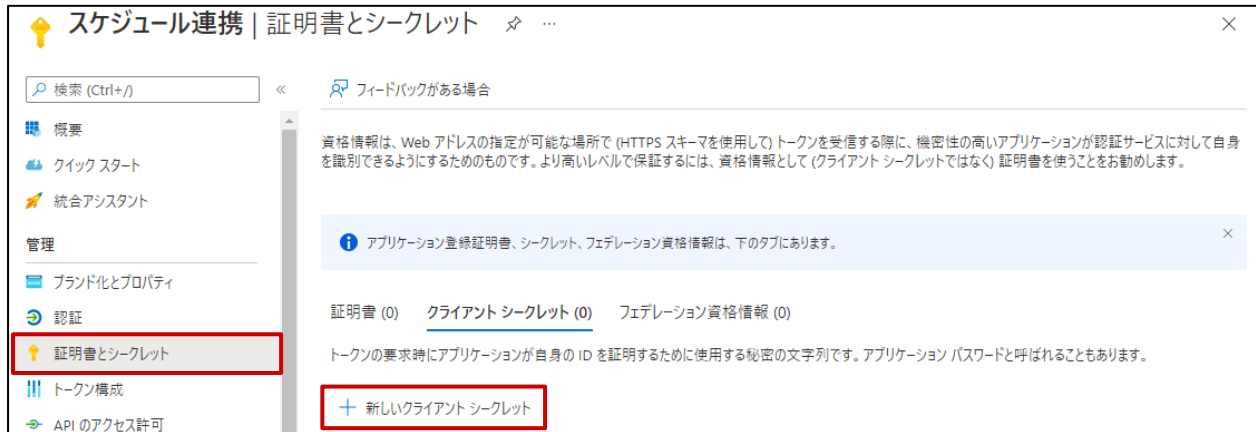 スケジュール連携 | 証明書とシークレット
検索 (Ctrl+/)
概要
クイック スタート
統合アシスタント
管理
ブランド化とプロパティ
認証
証明書とシークレット
トークン構成
API のアクセス許可
フィードバックがある場合
資格情報は、Web アドレスの指定が可能な場所で (HTTPS スキーマを使用して) トークンを受信する際に、機密性の高いアプリケーションが認証サービスに対して自身
を識別できるようにするためのものです。より高いレベルで保証するには、資格情報として (クライアント シークレットではなく) 証明書を使うことをお勧めします。
アプリケーション登録証明書、シークレット、フェデレーション資格情報は、下のタブにあります。
証明書 (0) クライアント シークレット (0) フェデレーション資格情報 (0)
トークンの要求時にアプリケーションが自身の ID を証明するために使用する秘密の文字列です。アプリケーション パスワードと呼ばれることもあります。
新しいクライアント シークレット